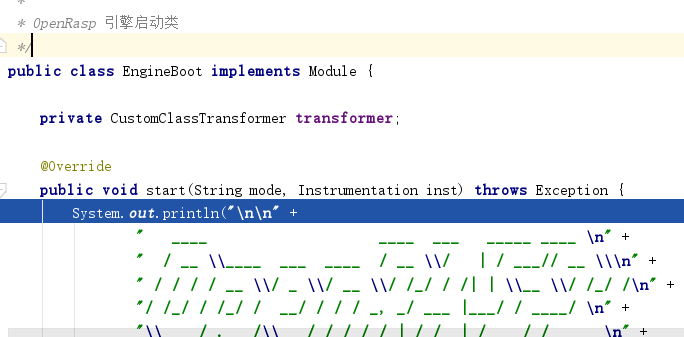 *
* OpenRasp 引擎启动类
*/
public class EngineBoot implements Module {
private CustomClassTransformer transformer;
@Override
public void start(String mode, Instrumentation inst) throws Exception {
System.out.println("\n\n" +
"   ____                   ____  ___   _____ ____ \n" +
"  / __ \\____  ___  ____  / __ \\/   | / ___// __ \\\n" +
" / / / / __ \\/ _ \\/ __ \\/ /_/ / /| | \\__ \\/ /_/ /\n" +
"/ /_/ / /_/ /  __/ / / / _, _/ ___ |___/ / ____/ \n" +